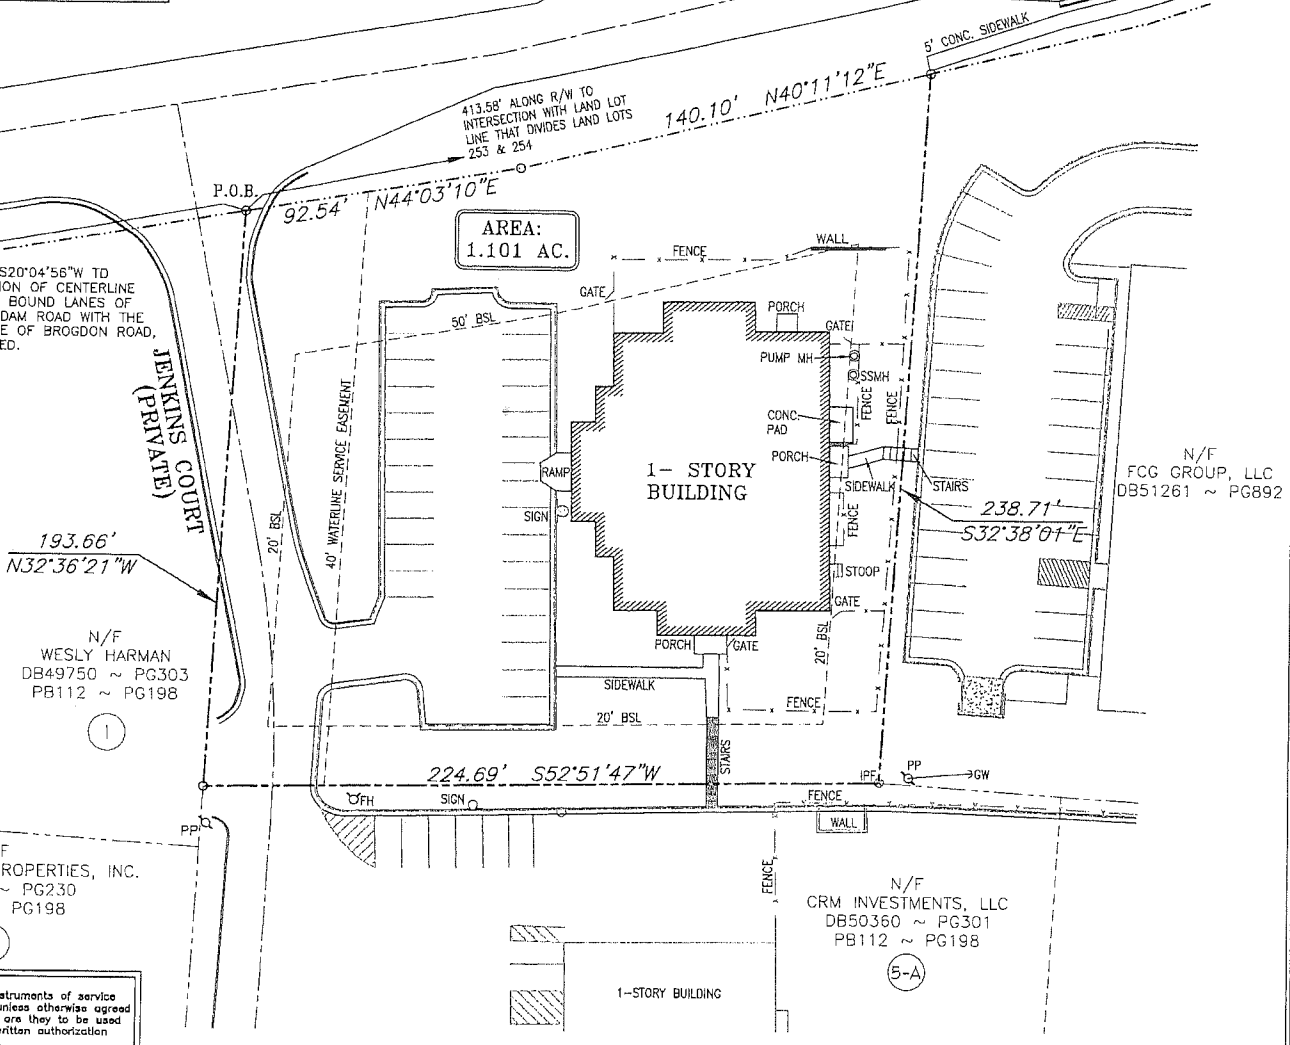 5' CONC. SIDEWALK
413.58' ALONG R/W TO
INTERSECTION WITH LAND LOT
LINE THAT DIVIDES LAND LOTS
253 & 254
140.10' N40°11'12"E
P.O.B.
92.54' N44°03'10"E
AREA:
1.101 AC.
S20°04'56"W TO
ION OF CENTERLINE
BOUND LANES OF
DAM ROAD WITH THE
E OF BROGDON ROAD,
ED.
JENKINS COURT
(PRIVATE)
WALL
FENCE
GATE
50' BSL
PORCH
GATE
PUMP MH
SSMH
FENCE
FENCE
CONC.
PAD
PORCH
SIDEWALK
STAIRS
1- STORY
BUILDING
RAMP
SIGN
40' WATERLINE SERVICE EASEMENT
20' BSL
FENCE
STOOP
GATE
20' BSL
N/F
FCG GROUP, LLC
DB51261 ~ PG892
238.71'
S32°38'01"E
193.66'
N32°36'21"W
N/F
WESLY HARMAN
DB49750 ~ PG303
PB112 ~ PG198
1
PORCH
GATE
SIDEWALK
FENCE
20' BSL
STAIRS
224.69' S52°51'47"W
IPF
PP
GW
FH
SIGN
FENCE
WALL
PP
F
ROPERTIES, INC.
~ PG230
PG198
FENCE
N/F
CRM INVESTMENTS, LLC
DB50360 ~ PG301
PB112 ~ PG198
5-A
1-STORY BUILDING
struments of service
unless otherwise agreed
are they to be used
ritten authorization